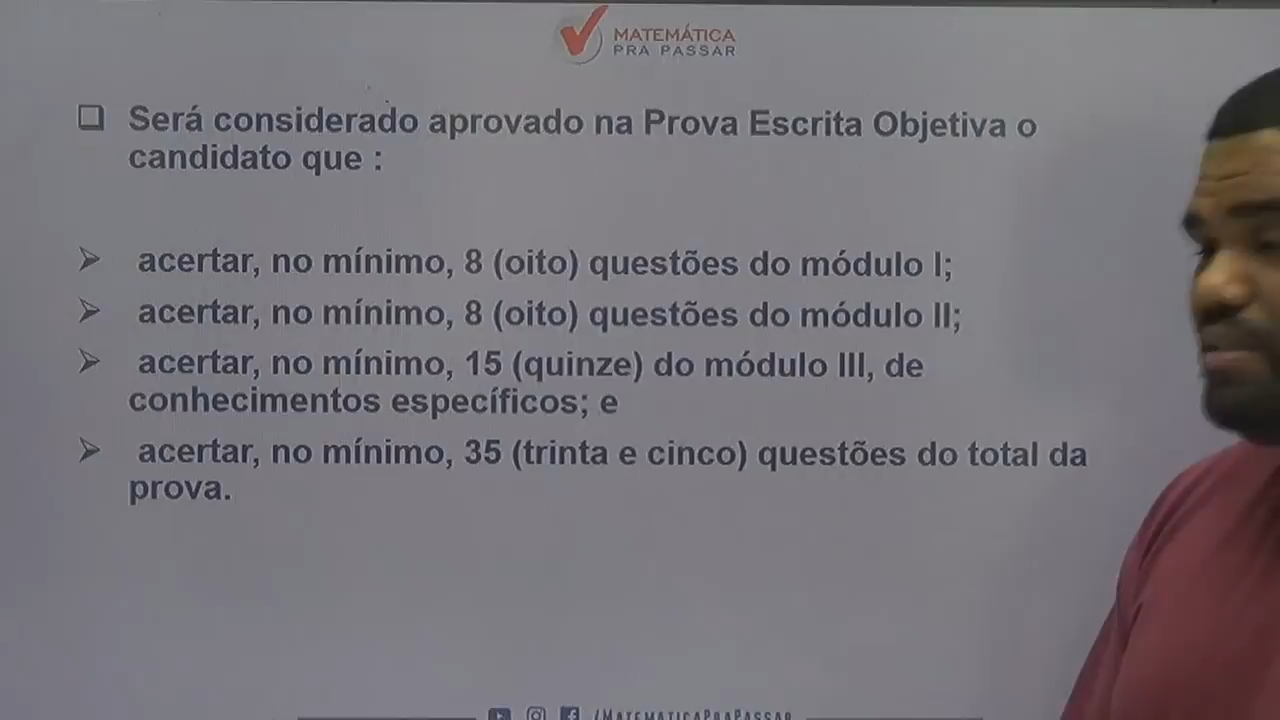 MATEMÁTICA
PRA PASSAR
Será considerado aprovado na Prova Escrita Objetiva o
candidato que :
acertar, no mínimo, 8 (oito) questões do módulo I;
acertar, no mínimo, 8 (oito) questões do módulo II;
acertar, no mínimo, 15 (quinze) do módulo III, de
conhecimentos específicos; e
acertar, no mínimo, 35 (trinta e cinco) questões do total da
prova.
/MATEMATICAPRAPASSAR